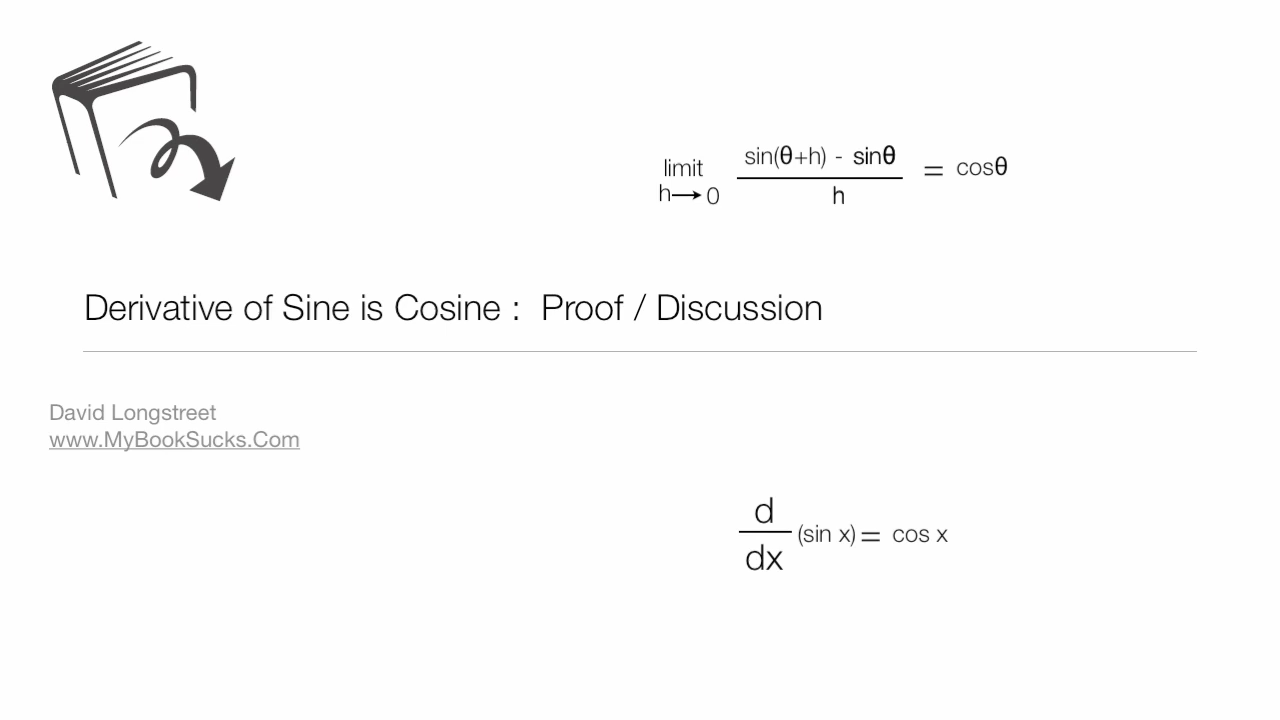 limit sin(θ+h) - sinθ = cosθ
h→0 h
Derivative of Sine is Cosine : Proof / Discussion
David Longstreet
www.MyBookSucks.Com
d
(sin x) = cos x
dx